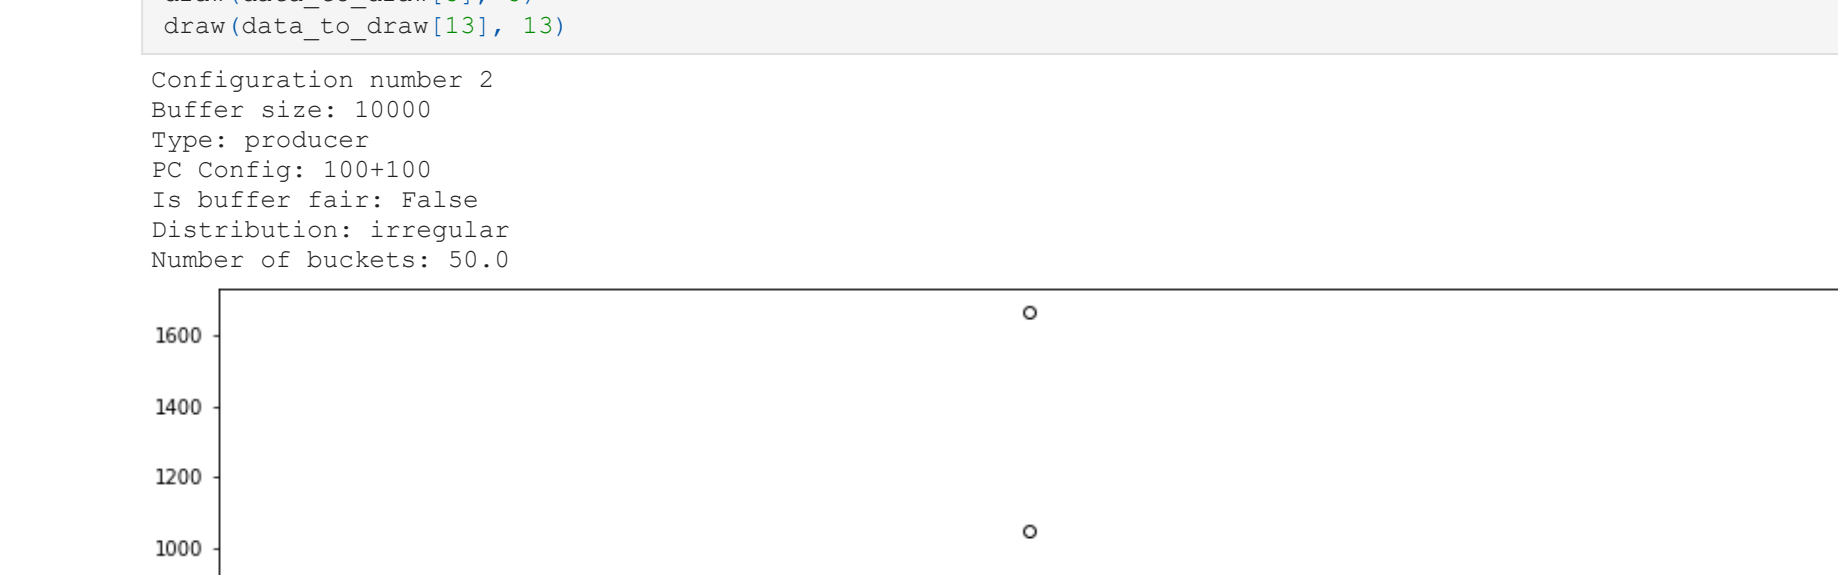 draw(data_to_draw[13], 13)
Configuration number 2
Buffer size: 10000
Type: producer
PC Config: 100+100
Is buffer fair: False
Distribution: irregular
Number of buckets: 50.0
1600
1400
1200
1000